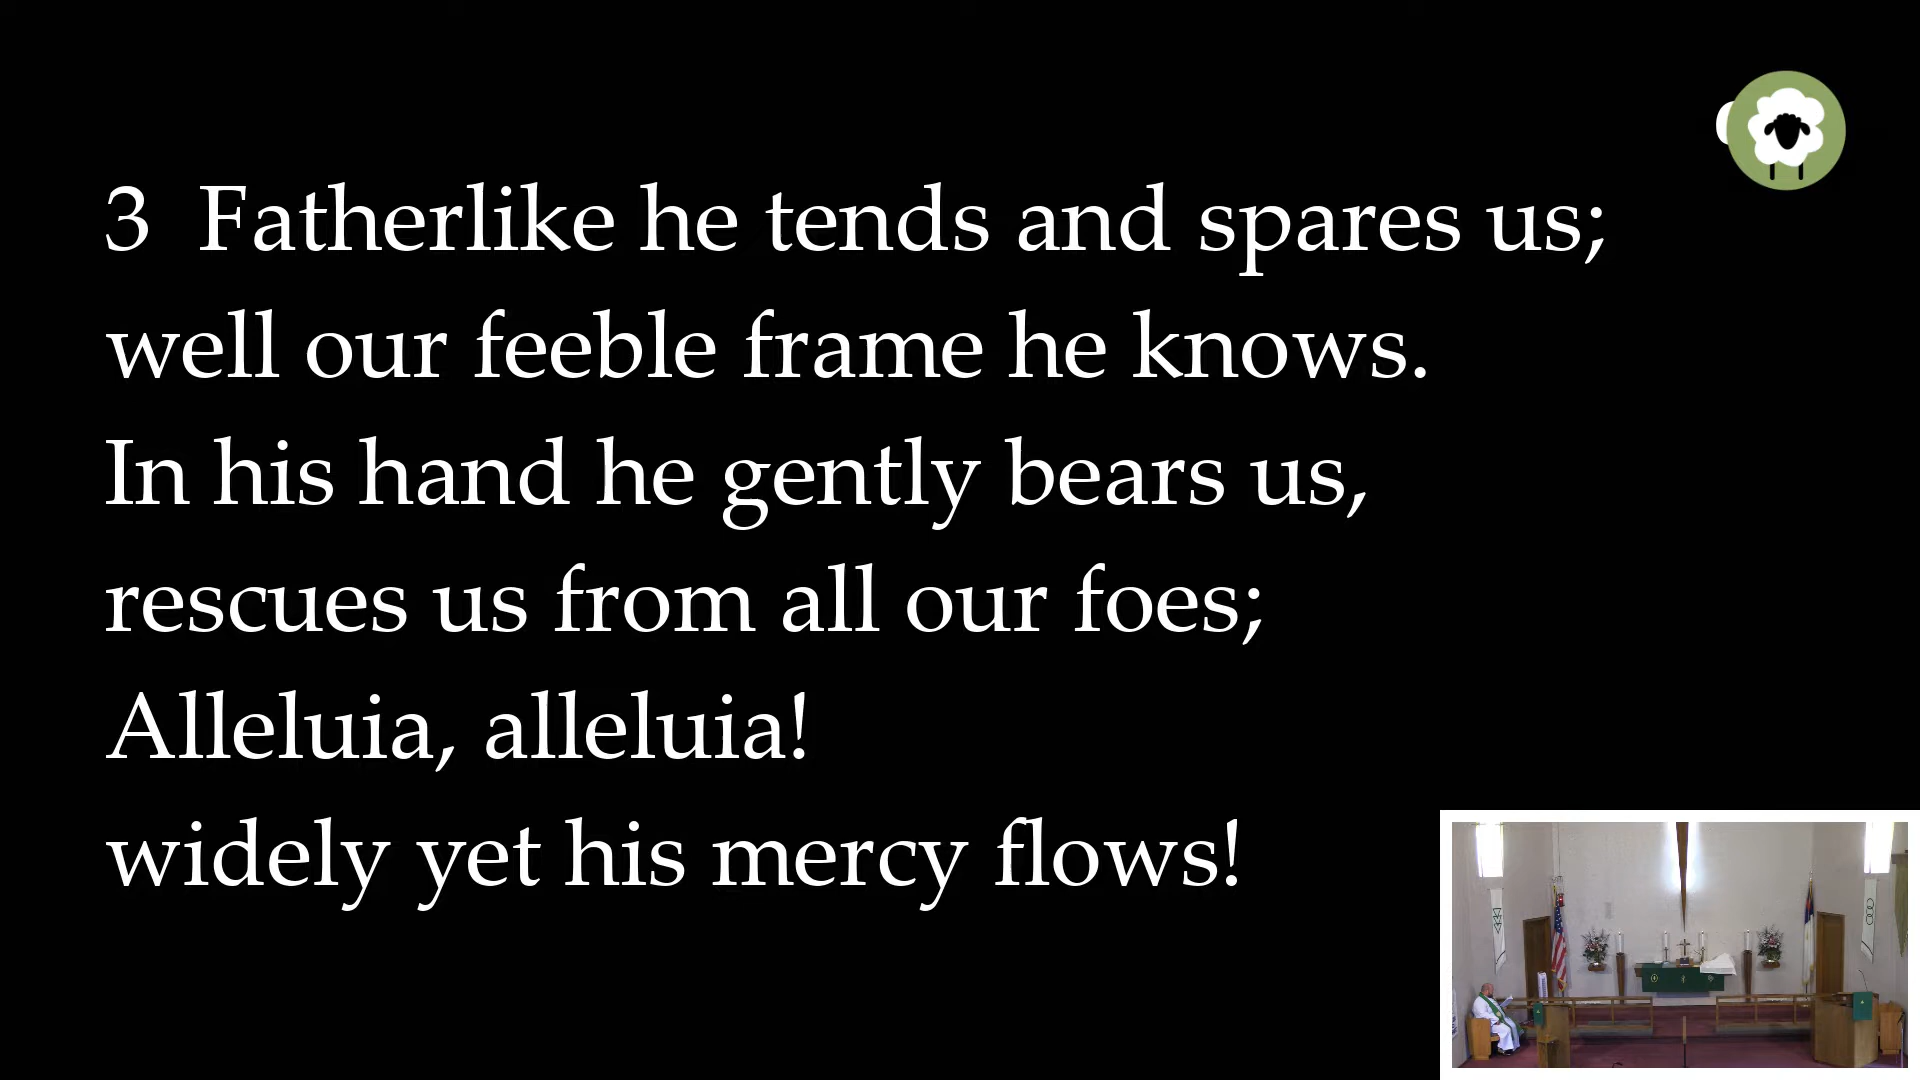 3 Fatherlike he tends and spares us;
well our feeble frame he knows.
In his hand he gently bears us,
rescues us from all our foes;
Alleluia, alleluia!
widely yet his mercy flows!